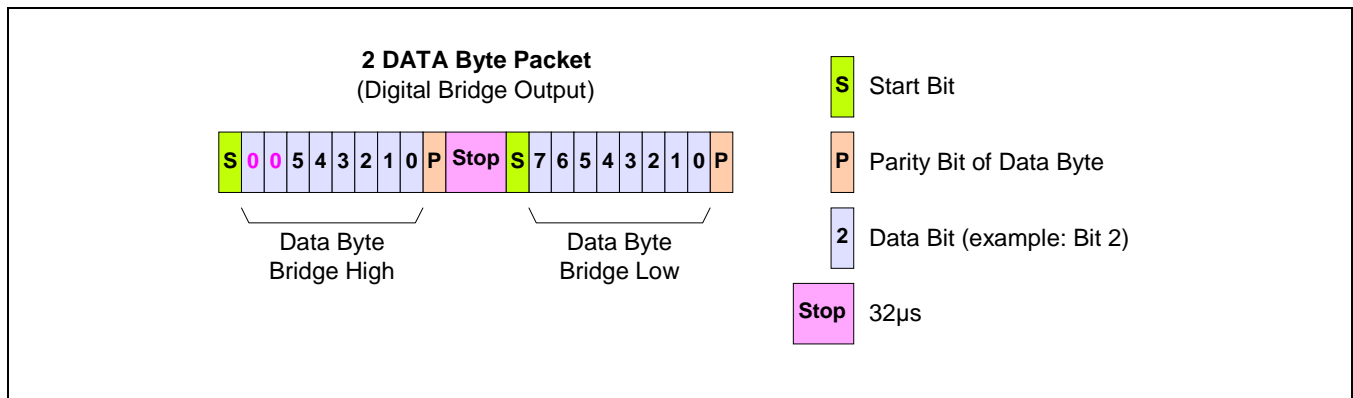 2 DATA Byte Packet
(Digital Bridge Output)
S 0 0 5 4 3 2 1 0 P Stop S 7 6 5 4 3 2 1 0 P
Data Byte
Bridge High
Data Byte
Bridge Low
S Start Bit
P Parity Bit of Data Byte
2 Data Bit (example: Bit 2)
Stop 32µs